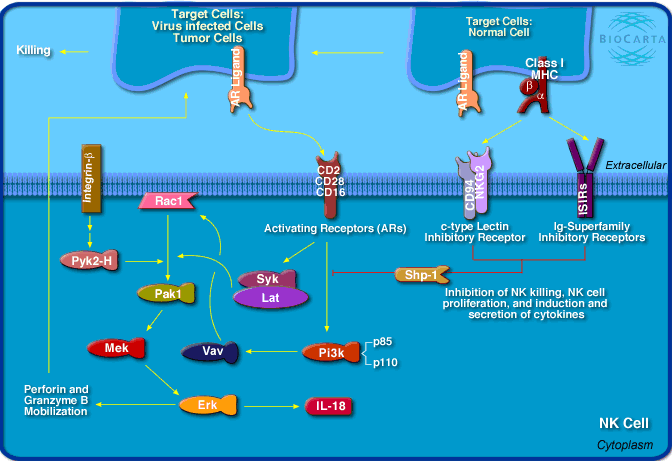 Target Cells:
Virus infected Cells
Tumor Cells
Target Cells:
Normal Cell
BIOCARTA
Killing
AR Ligand
AR Ligand
Class I
MHC
β
α
Extracellular
Integrin-β
Rac1
CD2
CD28
CD16
CD94
NKG2
ISIRs
Activating Receptors (ARs)
c-type Lectin
Inhibitory Receptor
Ig-Superfamily
Inhibitory Receptors
Pyk2-H
Syk
Lat
Shp-1
Pak1
Inhibition of NK killing, NK cell
proliferation, and induction and
secretion of cytokines
Mek
Vav
Pi3k
p85
p110
Perforin and
Granzyme B
Mobilization
Erk
IL-18
NK Cell
Cytoplasm